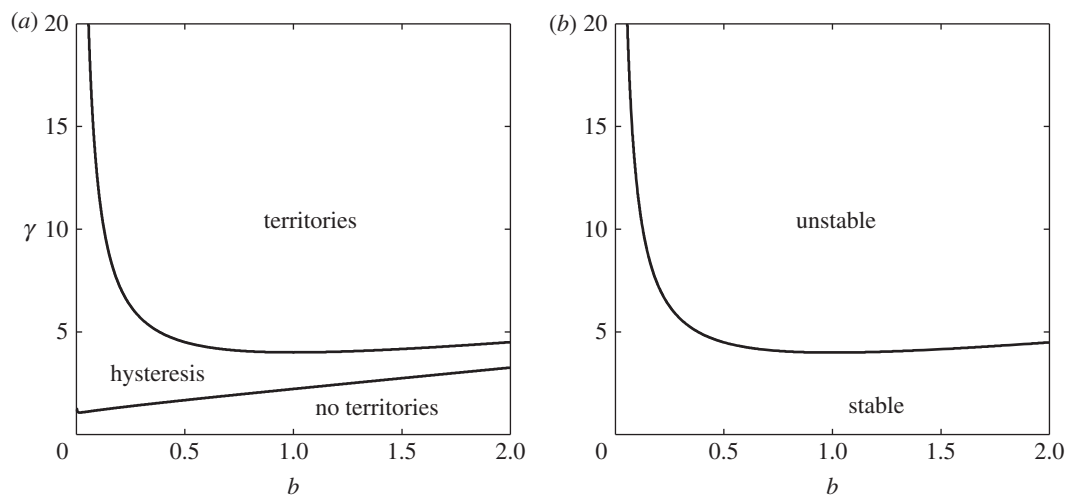 (a)
20
15
γ 10
5
territories
hysteresis
no territories
0 0.5 1.0 1.5 2.0
b
(b)
20
15
10
5
unstable
stable
0 0.5 1.0 1.5 2.0
b